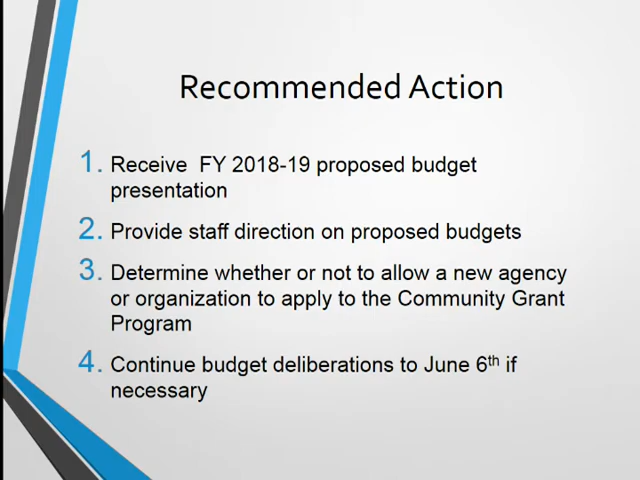 Recommended Action
1. Receive  FY 2018-19 proposed budget
presentation
2. Provide staff direction on proposed budgets
3. Determine whether or not to allow a new agency
or organization to apply to the Community Grant
Program
4. Continue budget deliberations to June 6th if
necessary